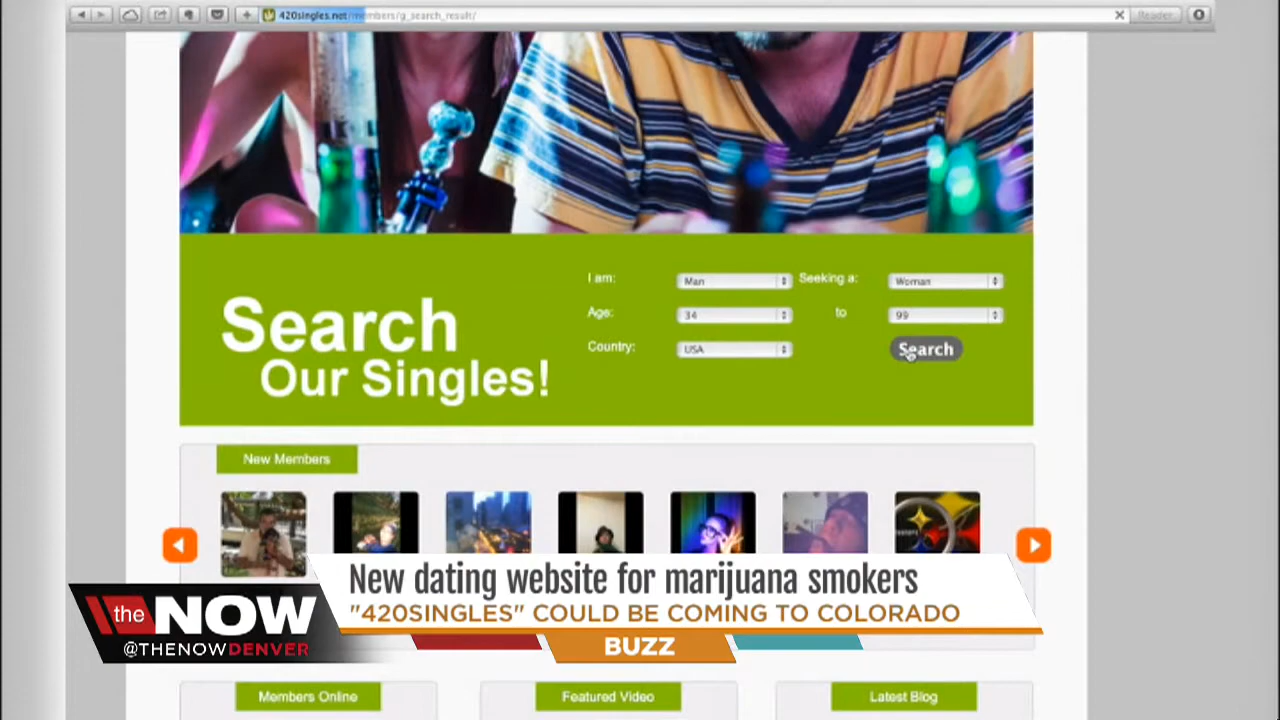 420singles.net/members/g_search_result/
Reader
I am: Man Seeking a: Woman
Age: 34 to 99
Country: USA Search
Search
Our Singles!
New Members
New dating website for marijuana smokers
"420SINGLES" COULD BE COMING TO COLORADO
the NOW
@THENOWDENVER
BUZZ
Members Online
Featured Video
Latest Blog